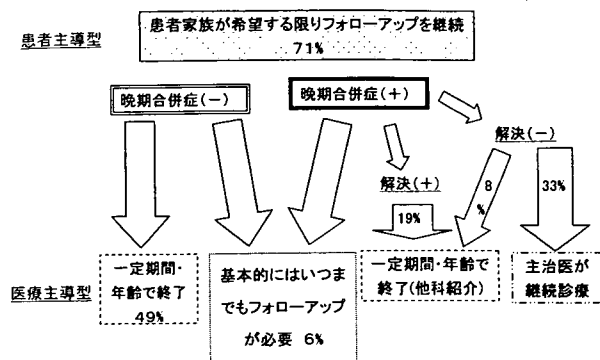 患者主導型
患者家族が希望する限りフォローアップを継続
71%
晩期合併症(－)
晩期合併症(＋)
解決(－)
解決(＋)
8
%
33%
19%
医療主導型
一定期間・
年齢で終了
49%
基本的にはいつま
でもフォローアップ
が必要 6%
一定期間・年齢で
終了(他科紹介)
主治医が
継続診療